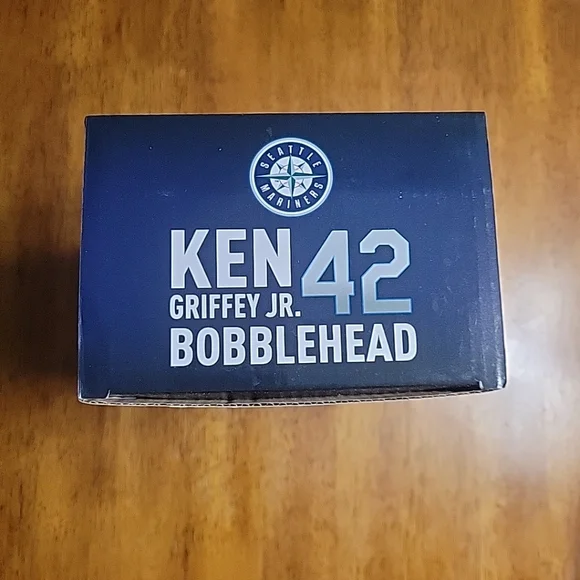 SEATTLE
MARINERS
KEN 42
GRIFFEY JR.
BOBBLEHEAD